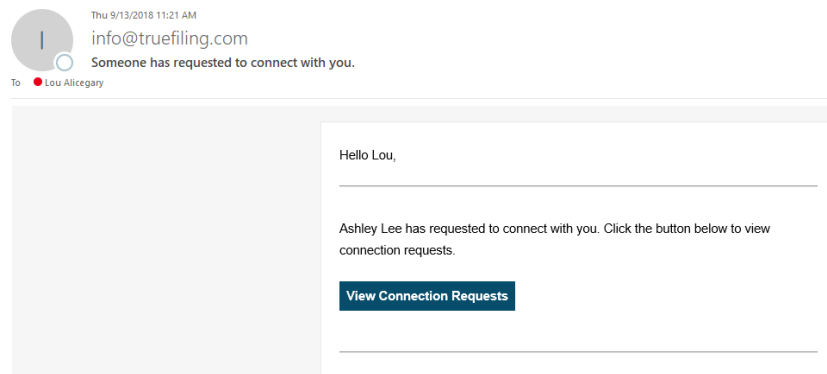 Thu 9/13/2018 11:21 AM
I
info@truefiling.com
Someone has requested to connect with you.
To Lou Alicegary
Hello Lou,
Ashley Lee has requested to connect with you. Click the button below to view
connection requests.
View Connection Requests